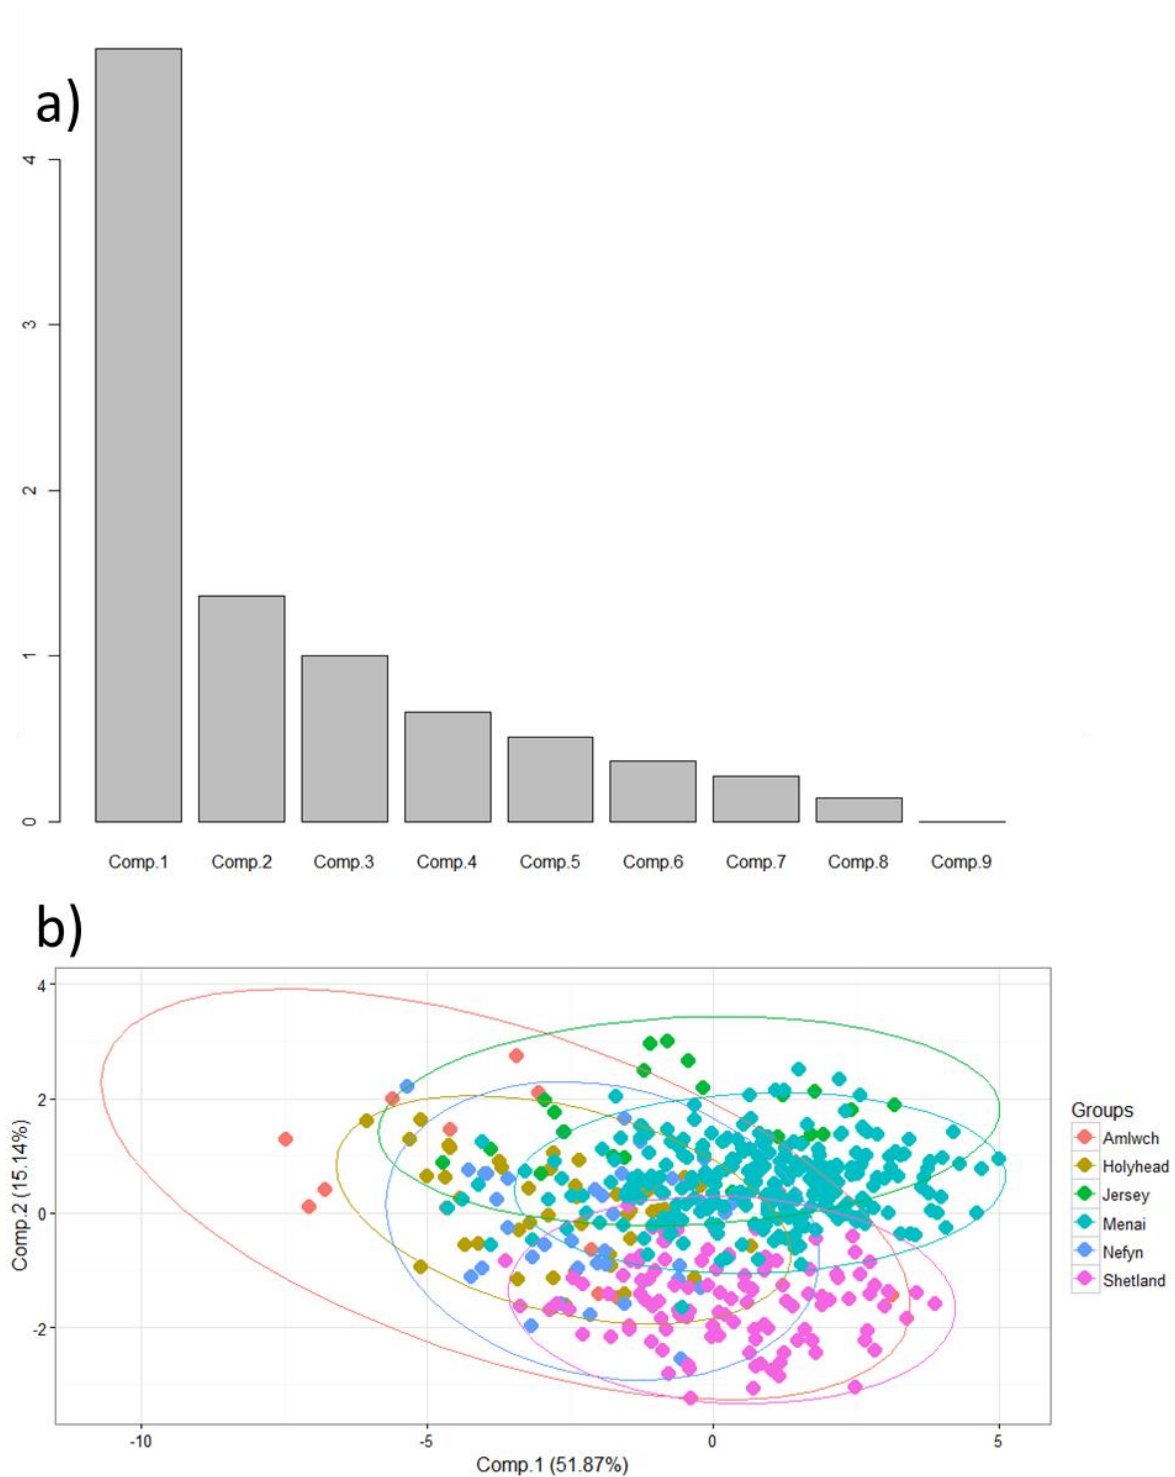 a)
4
3
2
1
0
Comp.1 Comp.2 Comp.3 Comp.4 Comp.5 Comp.6 Comp.7 Comp.8 Comp.9
b)
4
2
0
-2
Comp.2 (15.14%)
-10 -5 0 5
Comp.1 (51.87%)
Groups
Amlwch
Holyhead
Jersey
Menai
Nefyn
Shetland